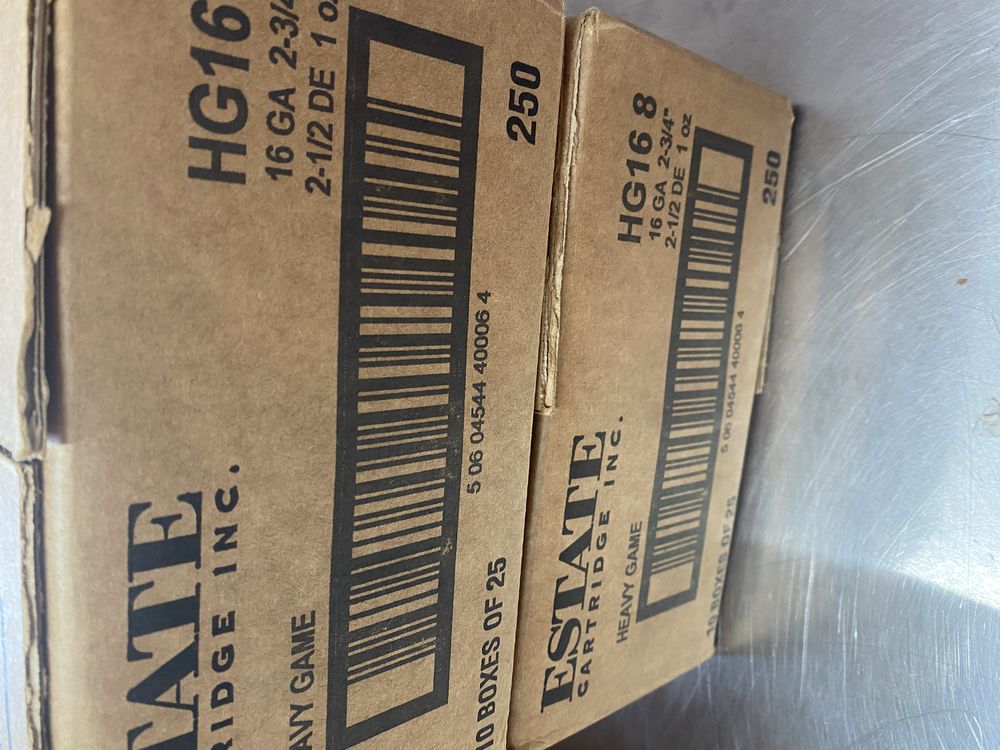 TATE
RIDGE INC.
HG16
16 GA 2-3/4
2-1/2 DE 1 oz
AVY GAME
5 06 04544 40006 4
10 BOXES OF 25
250
ESTATE
CARTRIDGE INC.
HG16 8
16 GA 2-3/4"
2-1/2 DE 1 oz
HEAVY GAME
5 06 04544 40006 4
10 BOXES OF 25
250